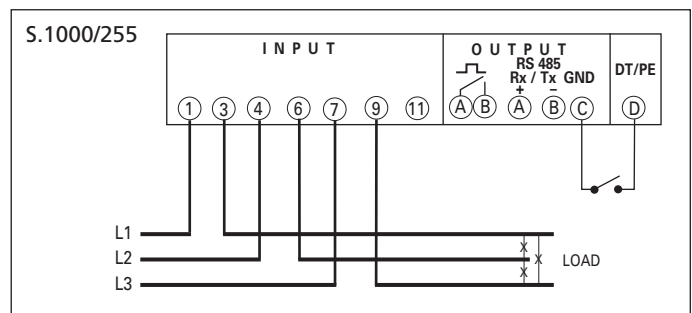 S.1000/255
INPUT
OUTPUT
RS 485
Rx / Tx GND
DT/PE
+ –
1 3 4 6 7 9 11 A B A B C D
L1
L2
LOAD
L3